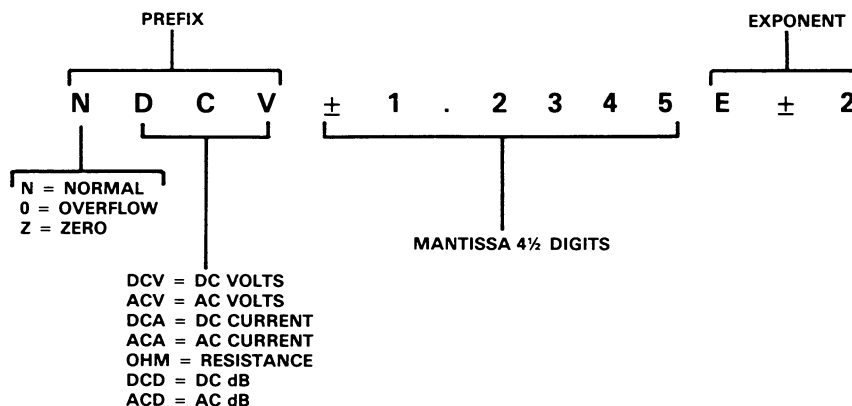 PREFIX
EXPONENT
N D C V ± 1 . 2 3 4 5 E ± 2
N = NORMAL
0 = OVERFLOW
Z = ZERO
MANTISSA 4½ DIGITS
DCV = DC VOLTS
ACV = AC VOLTS
DCA = DC CURRENT
ACA = AC CURRENT
OHM = RESISTANCE
DCD = DC dB
ACD = AC dB